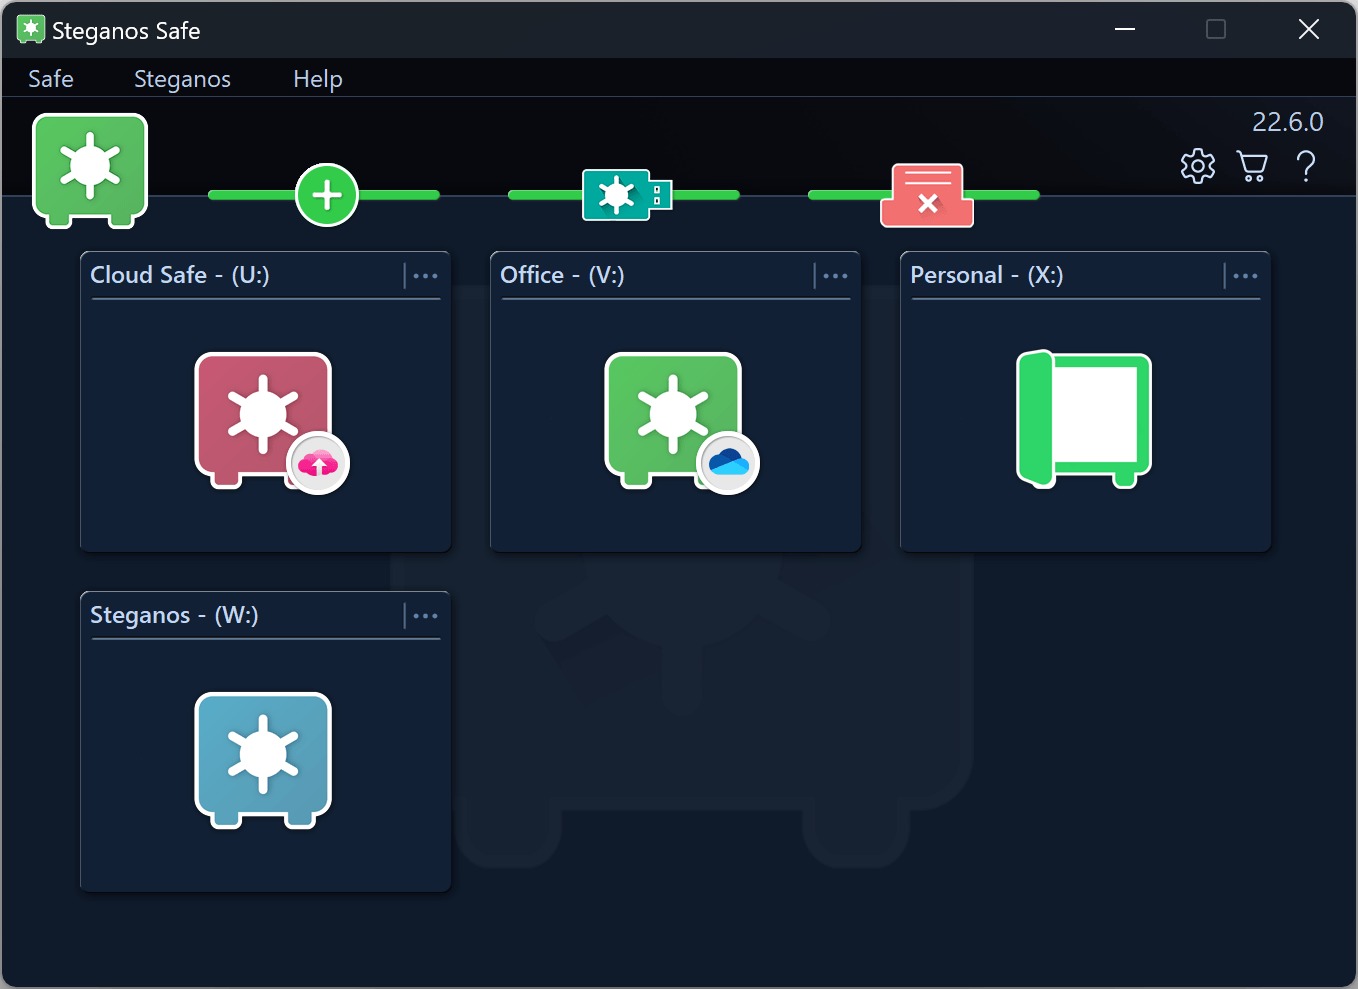 Steganos Safe
Safe Steganos Help
22.6.0
Cloud Safe - (U:)
Office - (V:)
Personal - (X:)
Steganos - (W:)